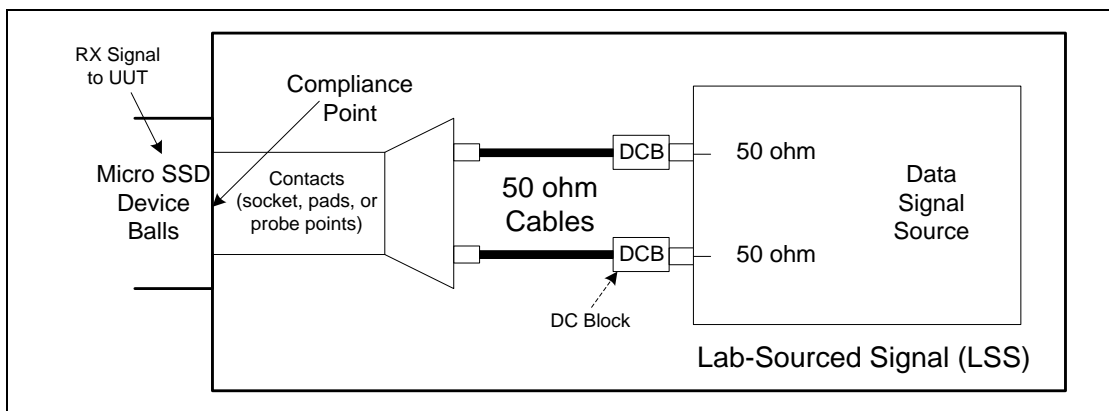 RX Signal
to UUT
Compliance
Point
Micro SSD
Device
Balls
Contacts
(socket, pads, or
probe points)
50 ohm
Cables
DCB
DCB
DC Block
50 ohm
50 ohm
Data
Signal
Source
Lab-Sourced Signal (LSS)